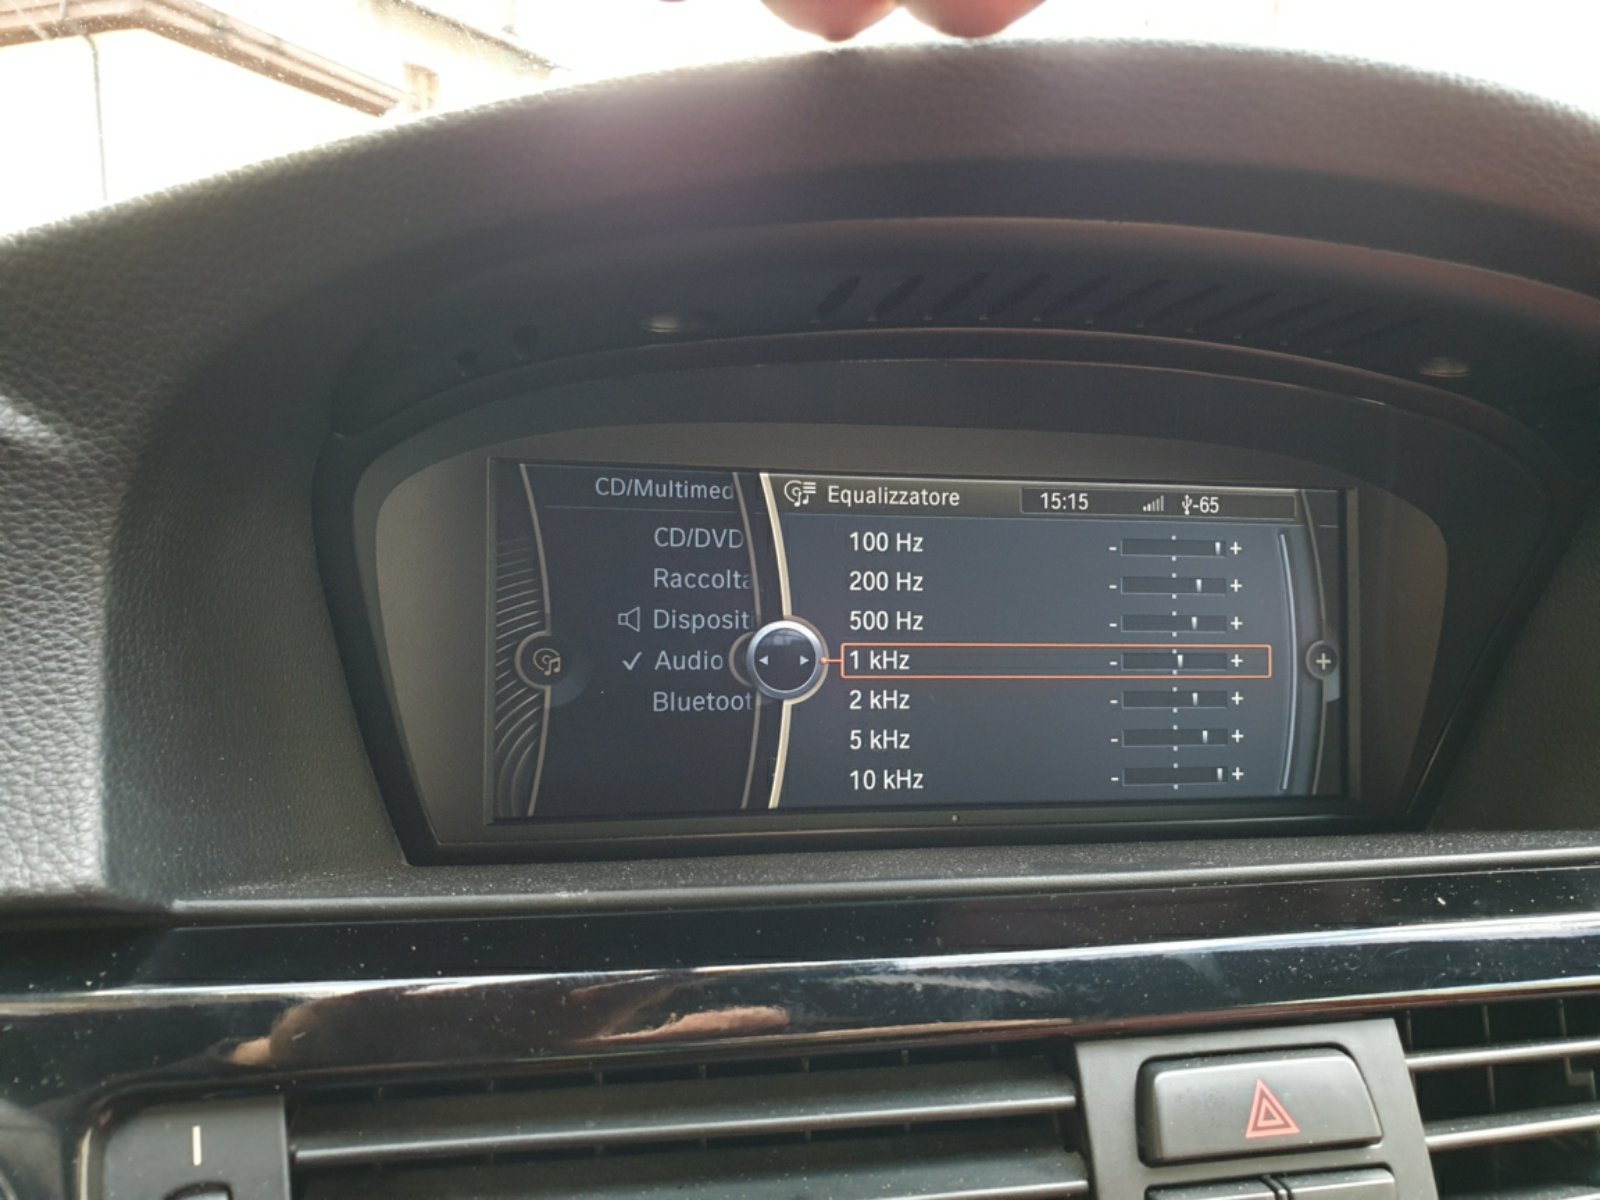 CD/Multimed
CD/DVD
Raccolta
Disposit
Audio
Bluetoot
Equalizzatore 15:15 -65
100 Hz - +
200 Hz - +
500 Hz - +
1 kHz - +
2 kHz - +
5 kHz - +
10 kHz - +
+